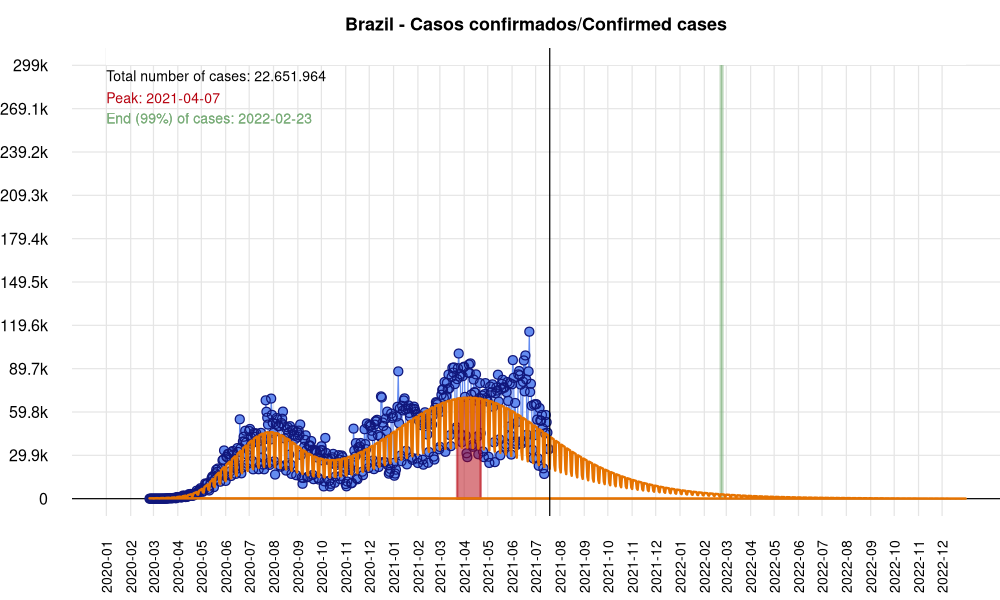 Brazil - Casos confirmados/Confirmed cases
299k
Total number of cases: 22.651.964
Peak: 2021-04-07
269.1k
End (99%) of cases: 2022-02-23
239.2k
209.3k
179.4k
149.5k
119.6k
89.7k
59.8k
29.9k
0
2020-01
2020-02
2020-03
2020-04
2020-05
2020-06
2020-07
2020-08
2020-09
2020-10
2020-11
2020-12
2021-01
2021-02
2021-03
2021-04
2021-05
2021-06
2021-07
2021-08
2021-09
2021-10
2021-11
2021-12
2022-01
2022-02
2022-03
2022-04
2022-05
2022-06
2022-07
2022-08
2022-09
2022-10
2022-11
2022-12